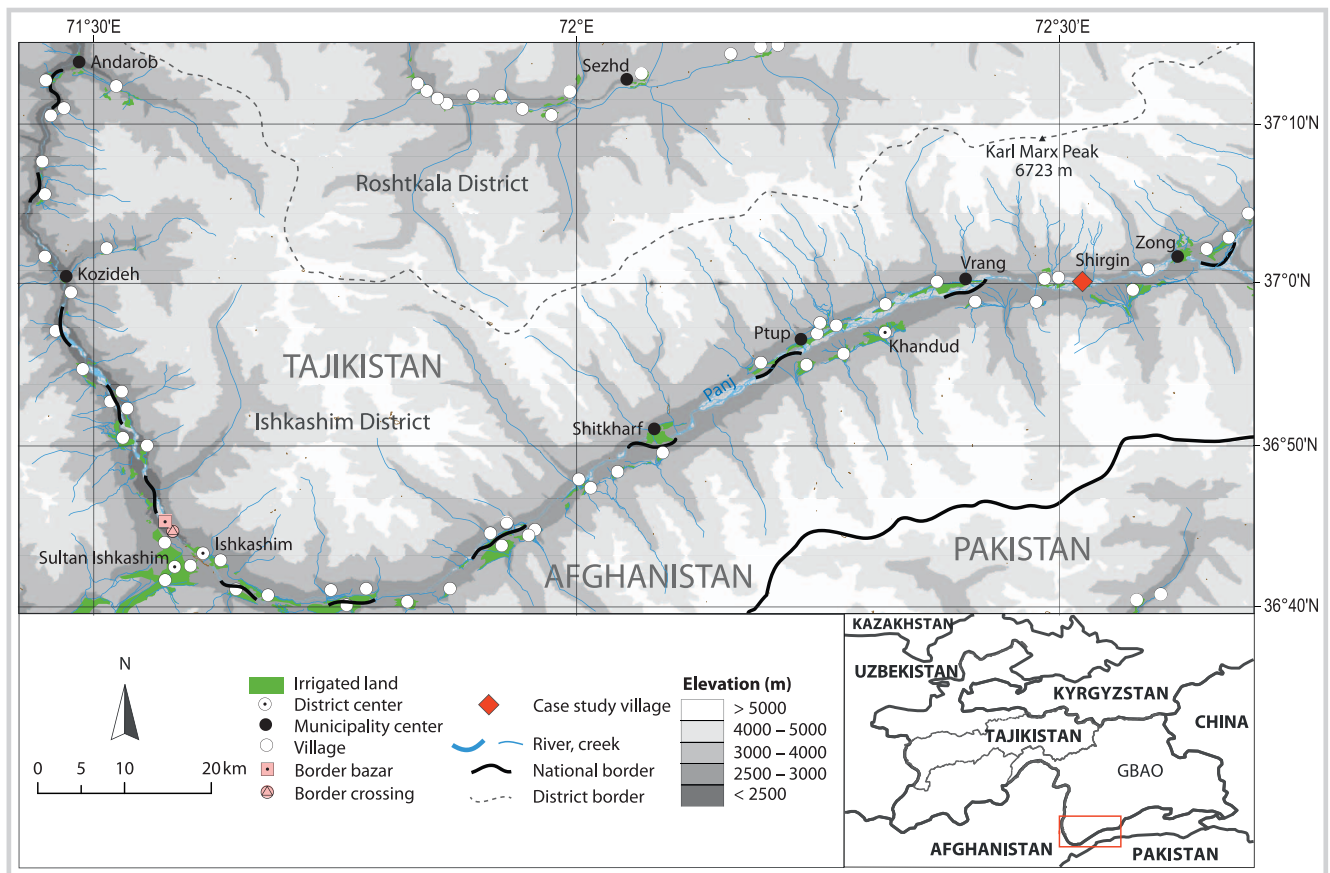 71°30'E
72°0'E
72°30'E
Andarob
Sezhd
37°10'N
Karl Marx Peak
6723 m
Roshtkala District
Zong
Kozideh
Vrang
Shirgin
37°0'N
Ptup
Khandud
TAJIKISTAN
Panj
Ishkashim District
Shitkharf
36°50'N
Ishkashim
Sultan Ishkashim
AFGHANISTAN
PAKISTAN
36°40'N
N
0 5 10 20 km
Irrigated land
District center
Municipality center
Village
Border bazar
Border crossing
Case study village
River, creek
National border
District border
Elevation (m)
> 5000
4000 – 5000
3000 – 4000
2500 – 3000
< 2500
KAZAKHSTAN
UZBEKISTAN
KYRGYZSTAN
CHINA
TAJIKISTAN
GBAO
AFGHANISTAN
PAKISTAN